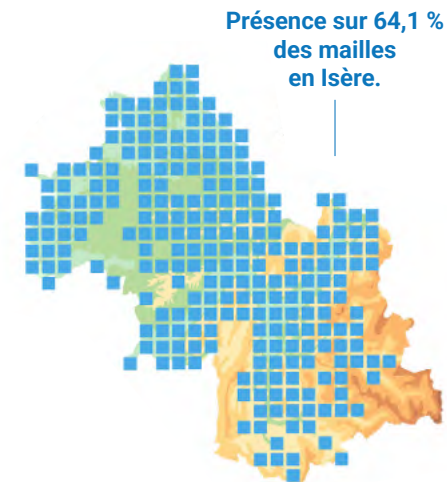 Présence sur 64,1 %
des mailles
en Isère.